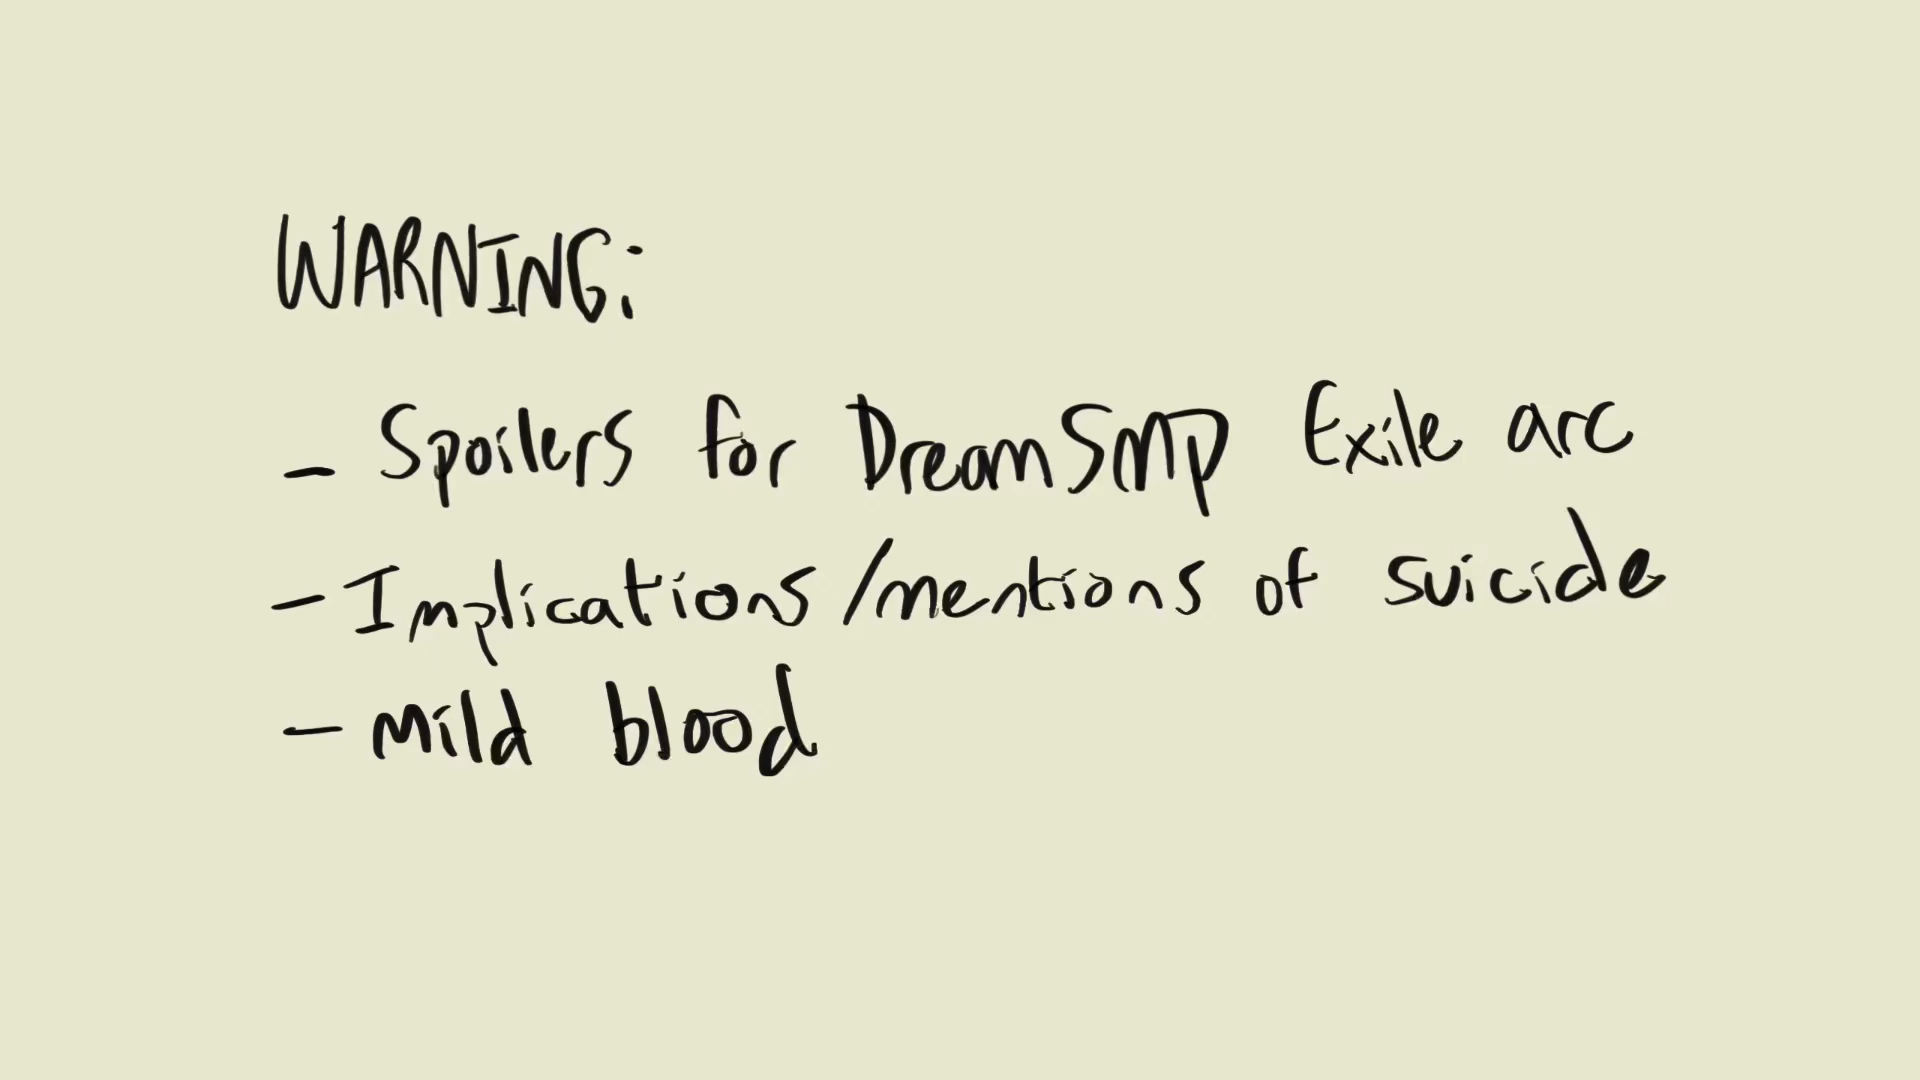 WARNING:
- Spoilers for DreamSMP Exile arc
- Implications/mentions of suicide
- Mild blood